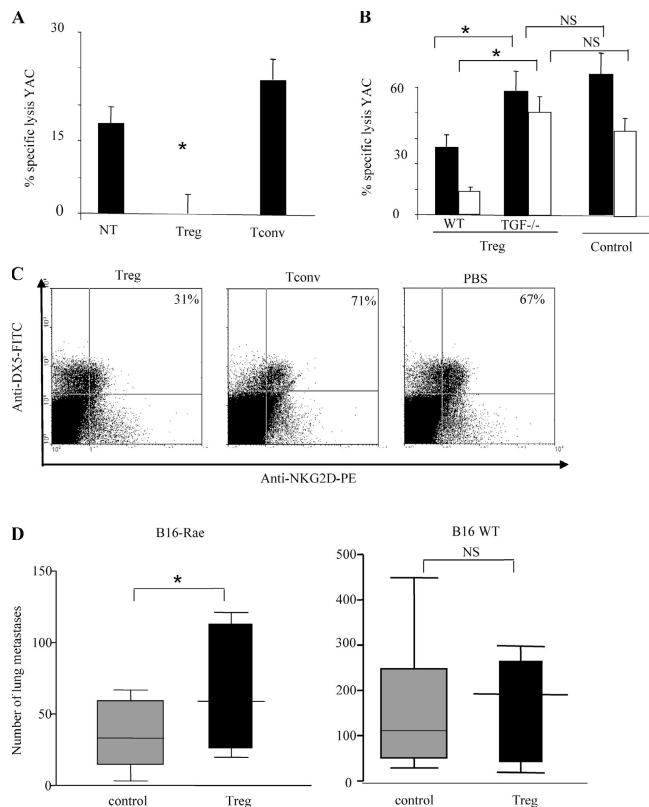 A
30
15
0
% specific lysis YAC
*
NT Treg Tconv
B
NS
* NS
*
60
30
0
% specific lysis YAC
WT TGF-/-
Treg Control
C
Treg Tconv PBS
31% 71% 67%
Anti-DX5-FITC
Anti-NKG2D-PE
D
B16-Rae B16 WT
NS
*
150
100
50
0
Number of lung metastases
control Treg
500
400
300
200
100
0
control Treg